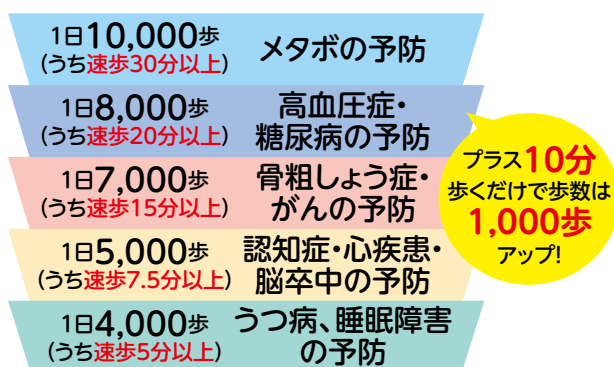 1日10,000歩
(うち速歩30分以上)
メタボの予防
1日8,000歩
(うち速歩20分以上)
高血圧症・
糖尿病の予防
1日7,000歩
(うち速歩15分以上)
骨粗しょう症・
がんの予防
1日5,000歩
(うち速歩7.5分以上)
認知症・心疾患・
脳卒中の予防
1日4,000歩
(うち速歩5分以上)
うつ病、睡眠障害
の予防
プラス10分
歩くだけで歩数は
1,000歩
アップ!